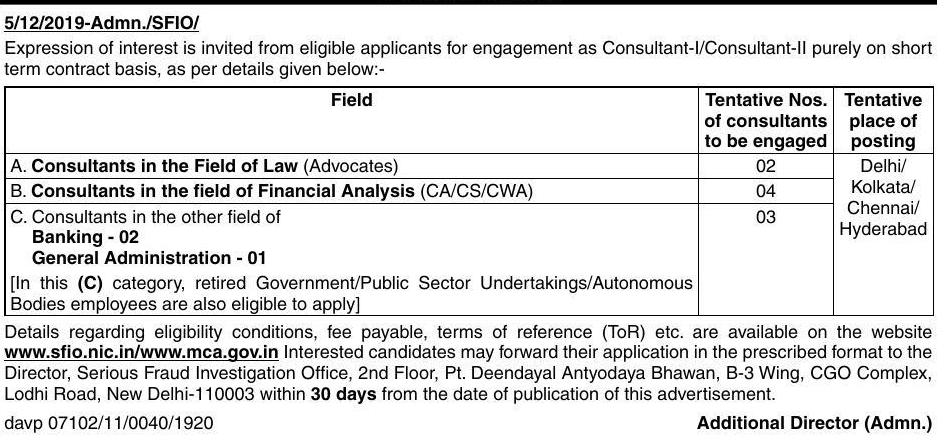 5/12/2019-Admn./SFIO/
Expression of interest is invited from eligible applicants for engagement as Consultant-I/Consultant-II purely on short
term contract basis, as per details given below:-
Field
Tentative Nos.
of consultants
to be engaged
Tentative
place of
posting
A. Consultants in the Field of Law (Advocates)
02
B. Consultants in the field of Financial Analysis (CA/CS/CWA)
04
C. Consultants in the other field of
Banking - 02
General Administration - 01
[In this (C) category, retired Government/Public Sector Undertakings/Autonomous
Bodies employees are also eligible to apply]
03
Delhi/
Kolkata/
Chennai/
Hyderabad
Details regarding eligibility conditions, fee payable, terms of reference (ToR) etc. are available on the website
www.sfio.nic.in/www.mca.gov.in Interested candidates may forward their application in the prescribed format to the
Director, Serious Fraud Investigation Office, 2nd Floor, Pt. Deendayal Antyodaya Bhawan, B-3 Wing, CGO Complex,
Lodhi Road, New Delhi-110003 within 30 days from the date of publication of this advertisement.
davp 07102/11/0040/1920
Additional Director (Admn.)